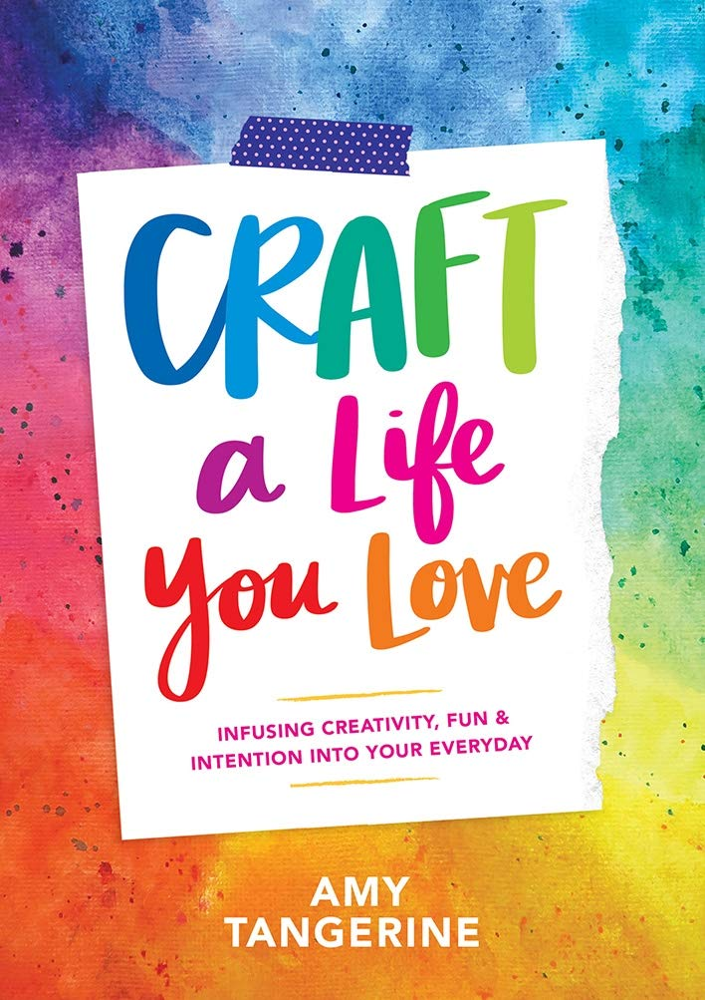 CRAFT
a Life
you Love
INFUSING CREATIVITY, FUN &
INTENTION INTO YOUR EVERYDAY
AMY
TANGERINE